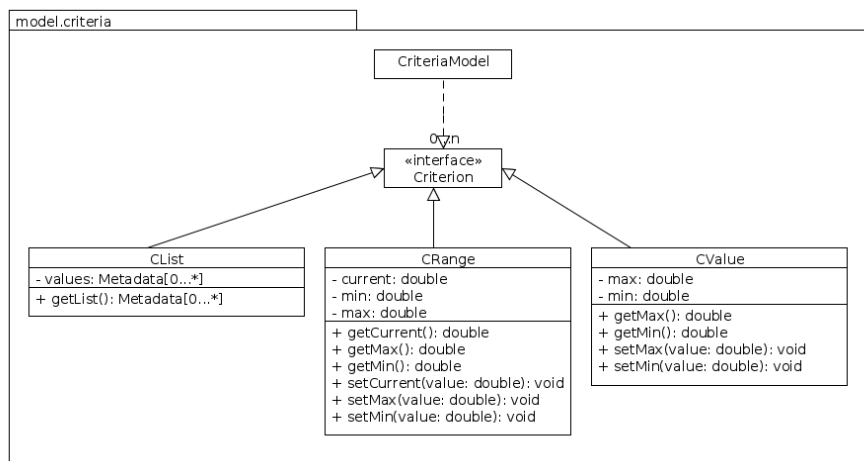 model.criteria
CriteriaModel
0...n
«interface»
Criterion
CList
- values: Metadata[0...*]
+ getList(): Metadata[0...*]
CRange
- current: double
- min: double
- max: double
+ getCurrent(): double
+ getMax(): double
+ getMin(): double
+ setCurrent(value: double): void
+ setMax(value: double): void
+ setMin(value: double): void
CValue
- max: double
- min: double
+ getMax(): double
+ getMin(): double
+ setMax(value: double): void
+ setMin(value: double): void